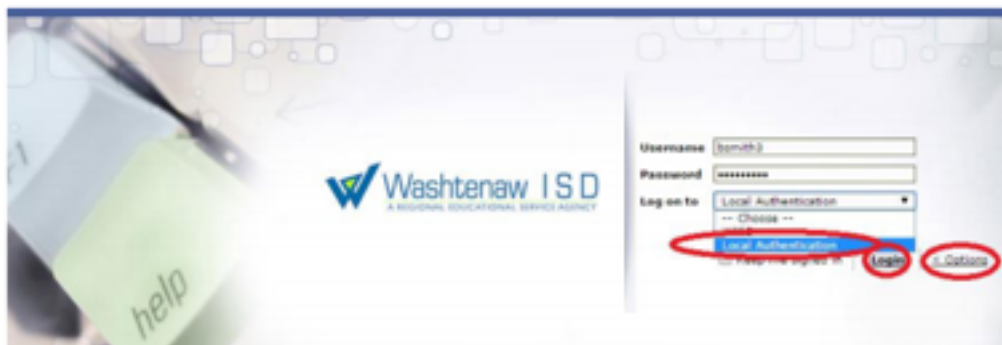 help
Washtenaw ISD
A REGIONAL EDUCATIONAL SERVICE AGENCY
Username bsmith3
Password •••••••••
Log on to Local Authentication
-- Choose --
Local Authentication
Keep me signed in Login < Options